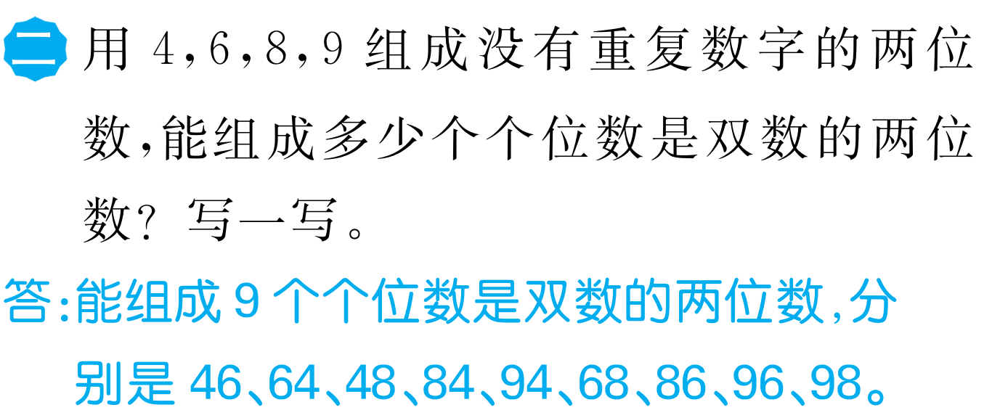 二 用 4,6,8,9 组成没有重复数字的两位
数,能组成多少个个位数是双数的两位
数? 写一写。
答:能组成 9 个个位数是双数的两位数,分
别是 46、64、48、84、94、68、86、96、98。